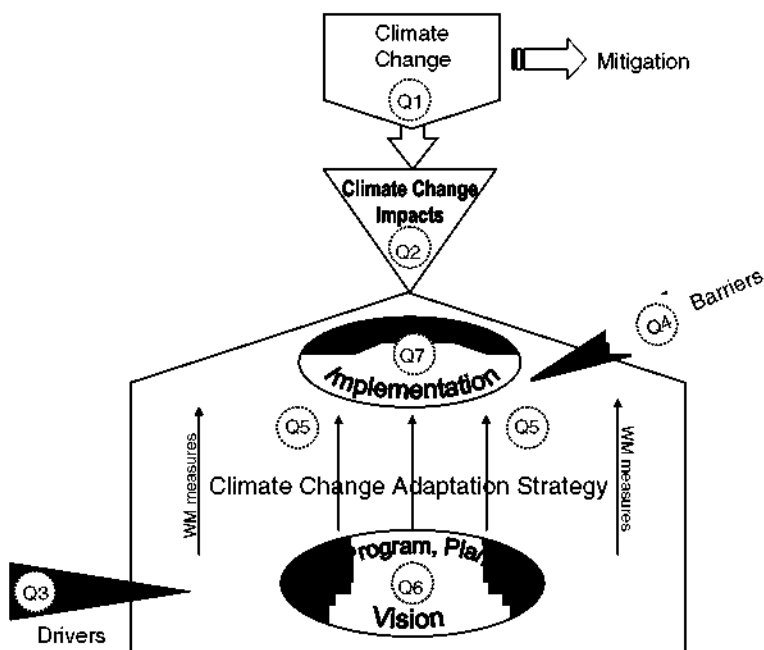 Climate
Change
Q1
Mitigation
Climate Change
Impacts
Q2
Barriers
Q4
Q7
Implementation
Q5
Q5
WM measures
WM measures
Climate Change Adaptation Strategy
Program, Plan
Q6
Vision
Q3
Drivers